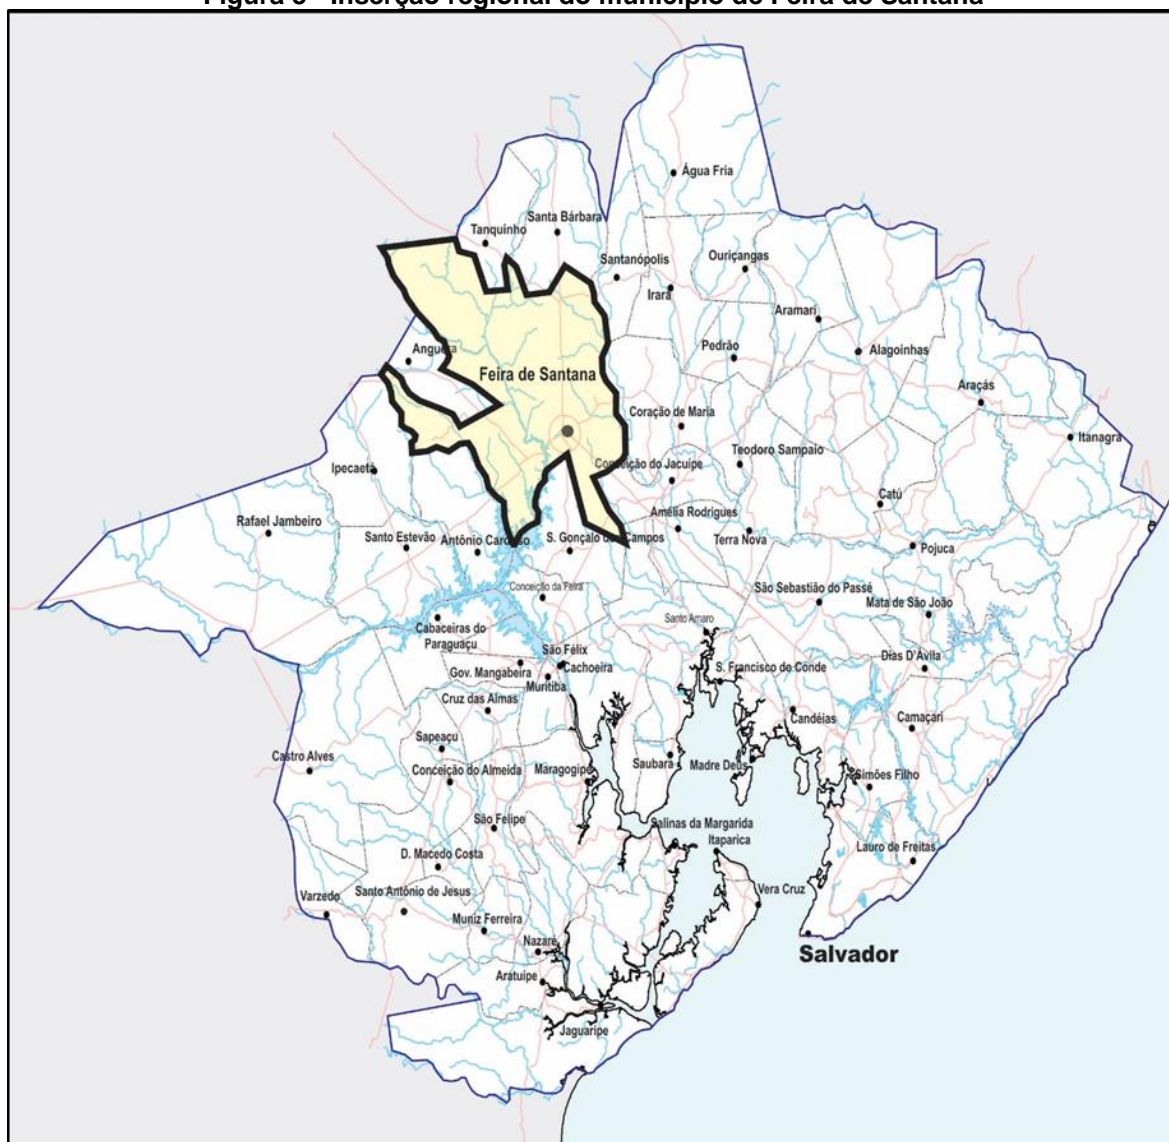 Figura 3 - Inserção regional do município de Feira de Santana
Água Fria
Santa Bárbara
Tanquinho
Santanópolis
Ouriçangas
Irará
Aramari
Pedrão
Alagoinhas
Anguera
Feira de Santana
Araçás
Coração de Maria
Itanagra
Teodoro Sampaio
Conceição do Jacuípe
Ipecaetá
Catú
Amélia Rodrigues
Rafael Jambeiro
Santo Estevão
Antônio Cardoso
S. Gonçalo dos Campos
Terra Nova
Pojuca
Conceição da Feira
São Sebastião do Passé
Mata de São João
Santo Amaro
Cabaceiras do
Paraguaçu
São Félix
Cachoeira
Dias D'Ávila
Gov. Mangabeira
S. Francisco de Conde
Muritiba
Cruz das Almas
Candéias
Camaçari
Sapeaçu
Castro Alves
Conceição do Almeida
Maragogipe
Saubara
Madre Deus
Simões Filho
São Felipe
Salinas da Margarida
Itaparica
Lauro de Freitas
D. Macedo Costa
Varzedo
Santo Antônio de Jesus
Vera Cruz
Muniz Ferreira
Nazaré
Salvador
Aratuípe
Jaguaripe